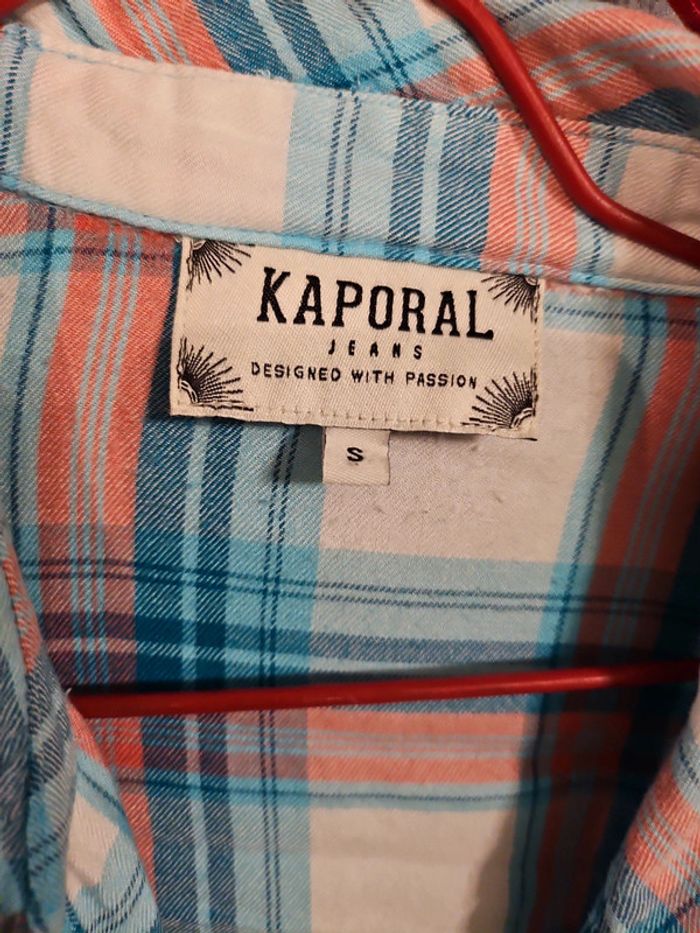 KAPORAL
JEANS
DESIGNED WITH PASSION
S